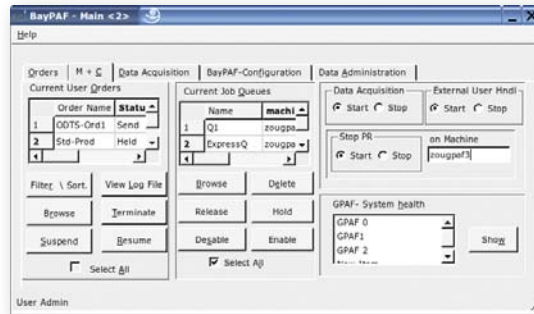 BayPAF - Main <2>
Help
Orders M + C Data Acquisition BayPAF-Configuration Data Administration
Current User Orders
Order Name Statu
1 ODTS-Ord1 Send
2 Std-Prod Held
Filter \ Sort. View Log File
Browse Terminate
Suspend Resume
Select All
Current Job Queues
Name machi
1 Q1 zougpa
2 ExpressQ zougpa
Browse Delete
Release Hold
Desable Enable
Select All
Data Acquisition
Start Stop
External User Hndl
Start Stop
Stop PR
Start Stop
on Machine
zougpaf3
GPAF- System health
GPAF 0
GPAF1
GPAF 2
New Item
Show
User Admin